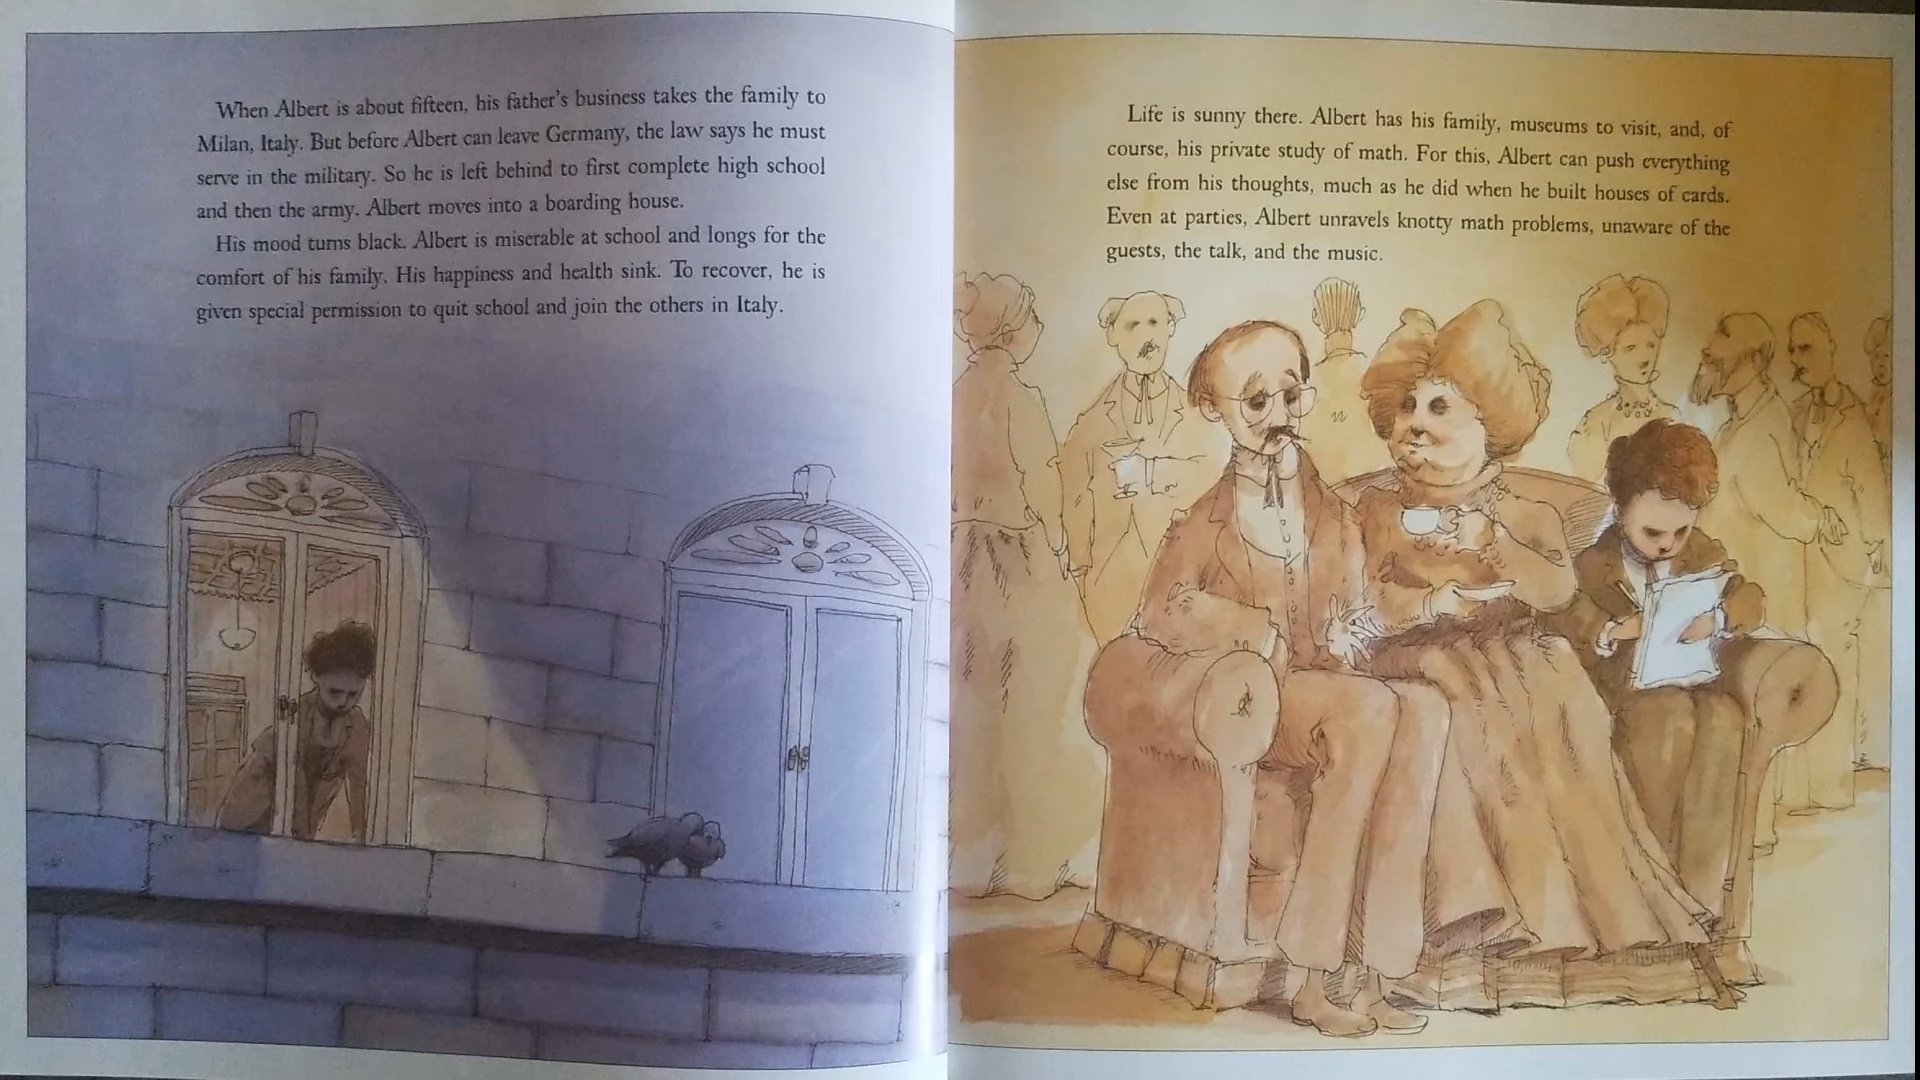 When Albert is about fifteen, his father's business takes the family to
Milan, Italy. But before Albert can leave Germany, the law says he must
serve in the military. So he is left behind to first complete high school
and then the army. Albert moves into a boarding house.
His mood turns black. Albert is miserable at school and longs for the
comfort of his family. His happiness and health sink. To recover, he is
given special permission to quit school and join the others in Italy.
Life is sunny there. Albert has his family, museums to visit, and, of
course, his private study of math. For this, Albert can push everything
else from his thoughts, much as he did when he built houses of cards.
Even at parties, Albert unravels knotty math problems, unaware of the
guests, the talk, and the music.